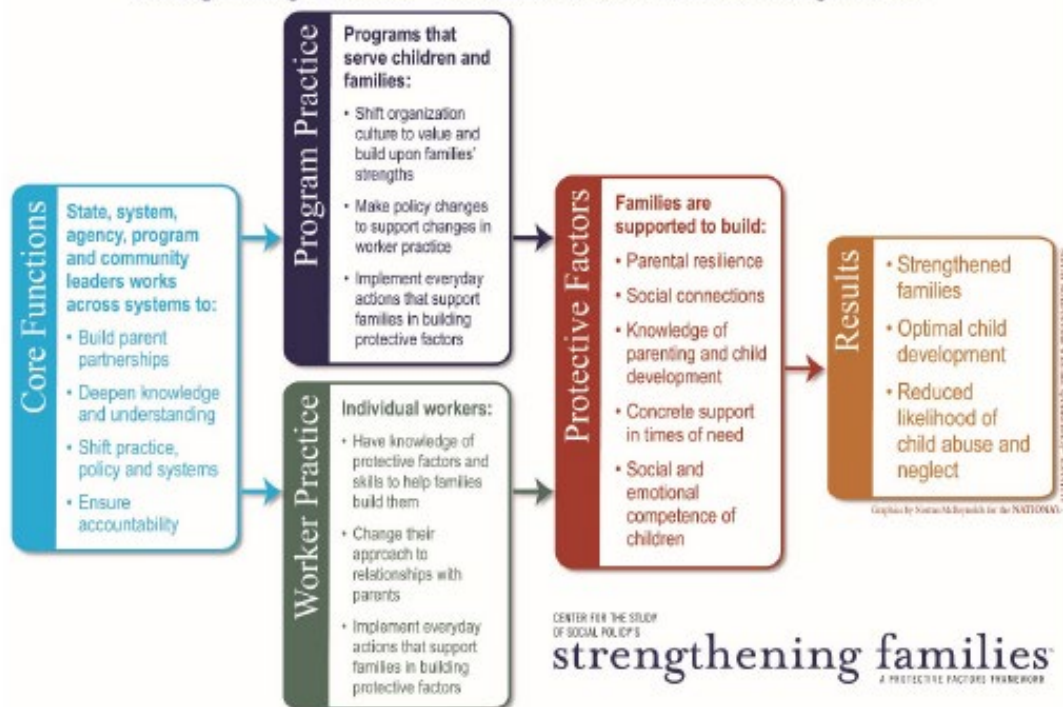 Core Functions
State, system,
agency, program
and community
leaders works
across systems to:
• Build parent
partnerships
• Deepen knowledge
and understanding
• Shift practice,
policy and systems
• Ensure
accountability
Program Practice
Programs that
serve children and
families:
• Shift organization
culture to value and
build upon families'
strengths
• Make policy changes
to support changes in
worker practice
• Implement everyday
actions that support
families in building
protective factors
Worker Practice
Individual workers:
• Have knowledge of
protective factors and
skills to help families
build them
• Change their
approach to
relationships with
parents
• Implement everyday
actions that support
families in building
protective factors
Protective Factors
Families are
supported to build:
• Parental resilience
• Social connections
• Knowledge of
parenting and child
development
• Concrete support
in times of need
• Social and
emotional
competence of
children
Results
• Strengthened
families
• Optimal child
development
• Reduced
likelihood of
child abuse and
neglect
Graphics by Norma McReynolds for the NATIONAL
CENTER FOR THE STUDY
OF SOCIAL POLICY'S
strengthening families
A PROTECTIVE FACTORS FRAMEWORK